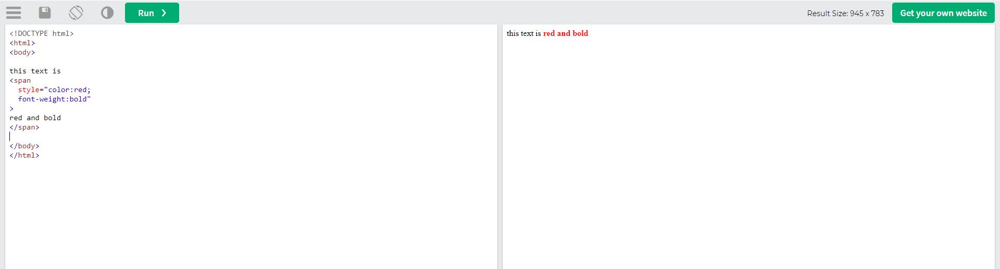 Run ❯
Result Size: 945 x 783
Get your own website
<!DOCTYPE html>
<html>
<body>
this text is
<span
  style="color:red;
  font-weight:bold"
>
red and bold
</span>
</body>
</html>
this text is red and bold